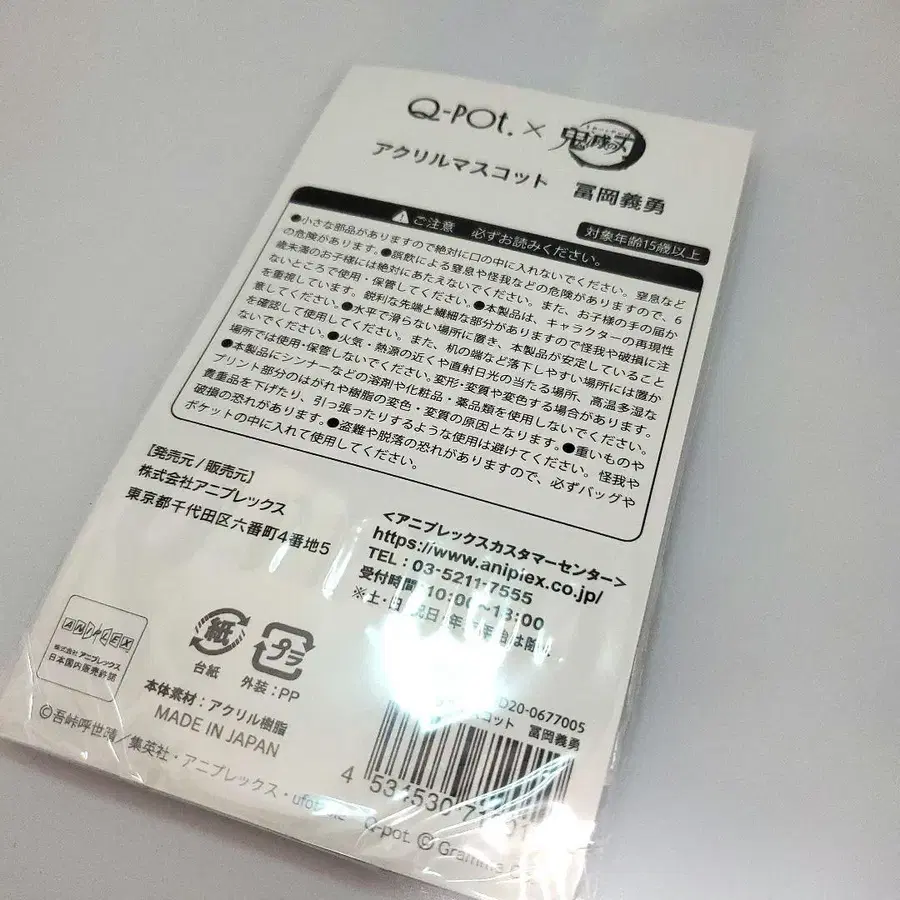 Q-POt. × 鬼滅の刃
アクリルマスコット 冨岡義勇
対象年齢15歳以上
ご注意 必ずお読みください。
●小さな部品がありますので絶対に口の中に入れないでください。窒息など
の危険があります。●誤飲による窒息や怪我などの危険がありますので、6
歳未満のお子様には絶対にあたえないでください。また、お子様の手の届か
ないところで使用・保管してください。●本製品は、キャラクターの再現性
を重視しています。鋭利な先端と繊細な部分がありますので怪我や破損に注
意してください。●水平で滑らない場所に置き、本製品が安定していること
を確認して使用してください。また、机の端など落下しやすい場所には置か
ないでください。●火気・熱源の近くや直射日光の当たる場所、高温多湿な
場所では使用・保管しないでください。変形・変質や変色する場合があります。
●本製品にシンナーなどの溶剤や化粧品・薬品類を使用しないでください。
プリント部分のはがれや樹脂の変色・変質の原因となります。●重いものや
貴重品を下げたり、引っ張ったりするような使用は避けてください。怪我や
破損の恐れがあります。●盗難や脱落の恐れがありますので、必ずバッグや
ポケットの中に入れて使用してください。
[発売元/販売元]
株式会社アニプレックス
東京都千代田区六番町4番地5
<アニプレックスカスタマーセンター>
https://www.aniplex.co.jp/
TEL:03-5211-7555
受付時間 10:00~18:00
※土・日 祝日・年 は除
ANIPLEX
株式会社アニプレックス
日本国内販売許諾
紙
台紙
プラ
外装:PP
本体素材:アクリル樹脂
MADE IN JAPAN
D20-0677005
スコット 冨岡義勇
4 534530
©吾峠呼世晴/集英社・アニプレックス・ufo
Q-pot. © Gramme